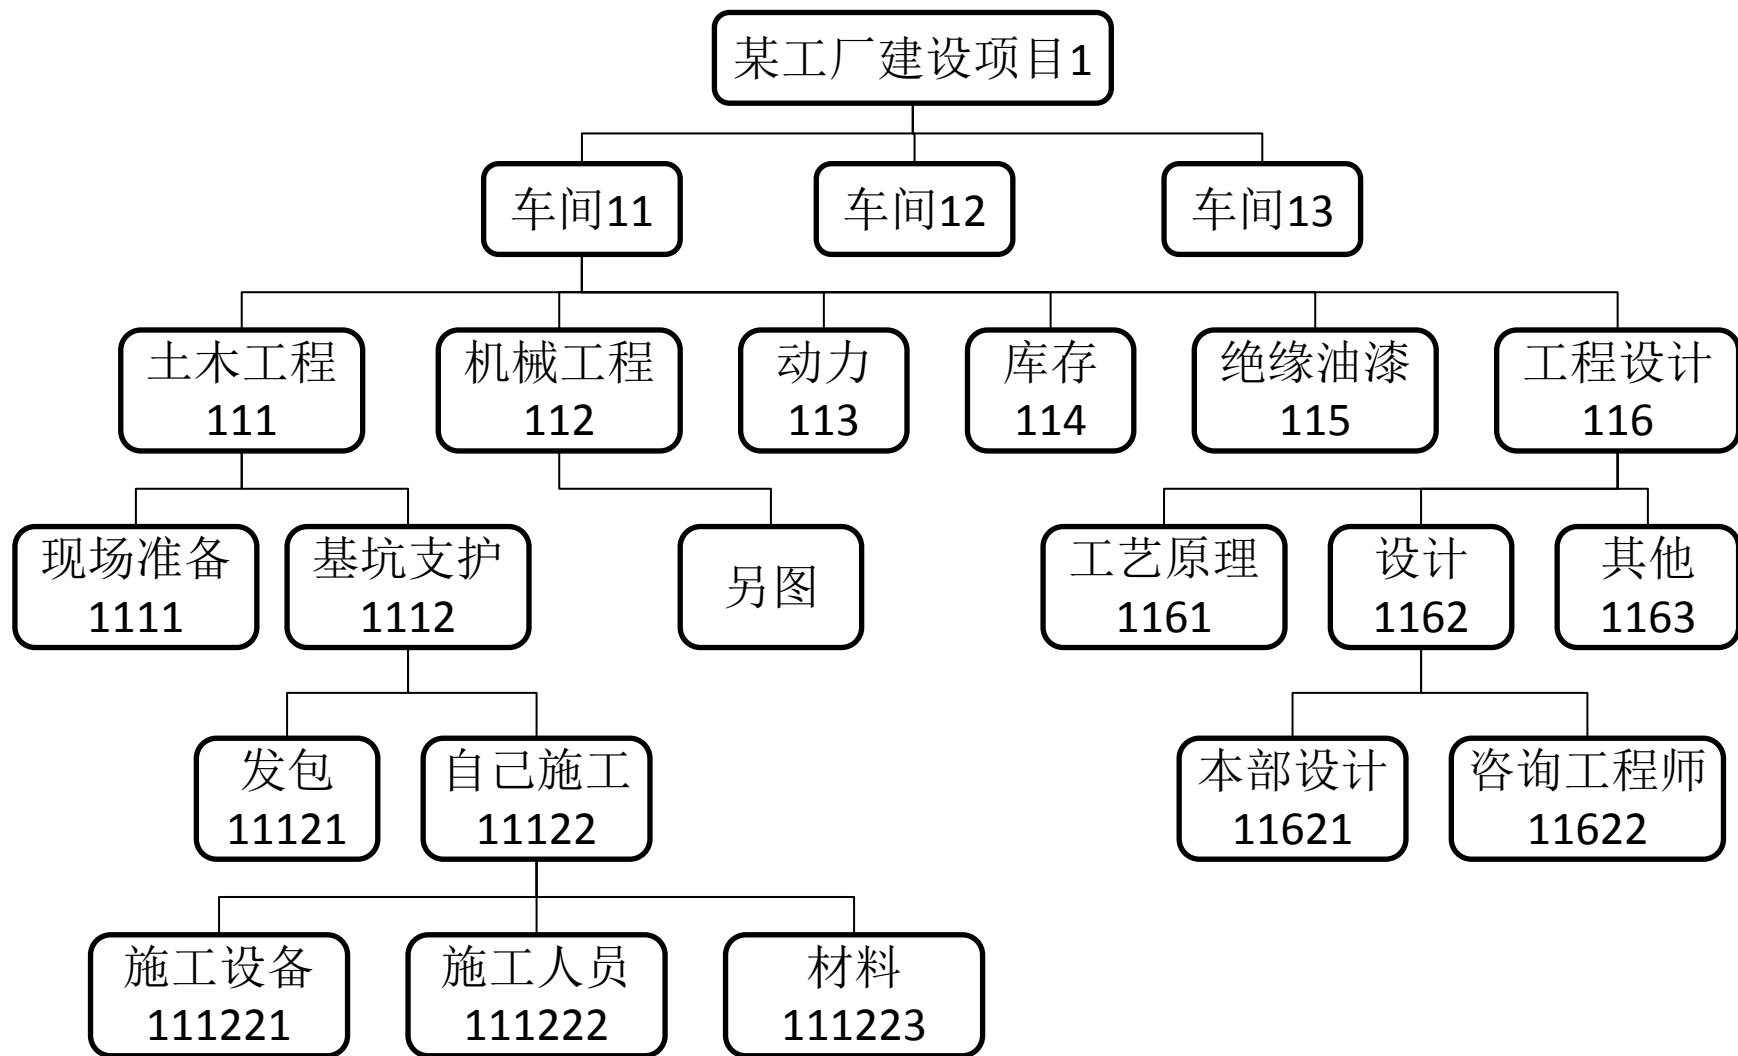 某工厂建设项目1
车间11
车间12
车间13
土木工程
111
机械工程
112
动力
113
库存
114
绝缘油漆
115
工程设计
116
现场准备
1111
基坑支护
1112
另图
工艺原理
1161
设计
1162
其他
1163
发包
11121
自己施工
11122
本部设计
11621
咨询工程师
11622
施工设备
111221
施工人员
111222
材料
111223